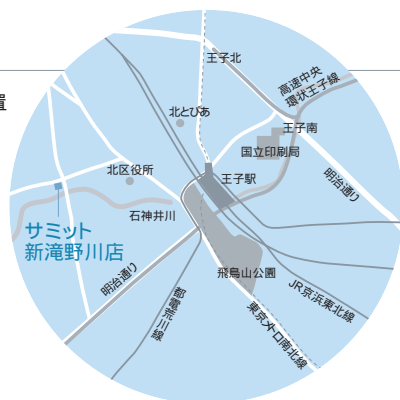 置
王子北
高速中央
環状王子線
北とぴあ
王子南
国立印刷局
北区役所
王子駅
明治通り
石神井川
サミット
新滝野川店
飛鳥山公園
明治通り
都電荒川線
JR京浜東北線
東京メトロ南北線